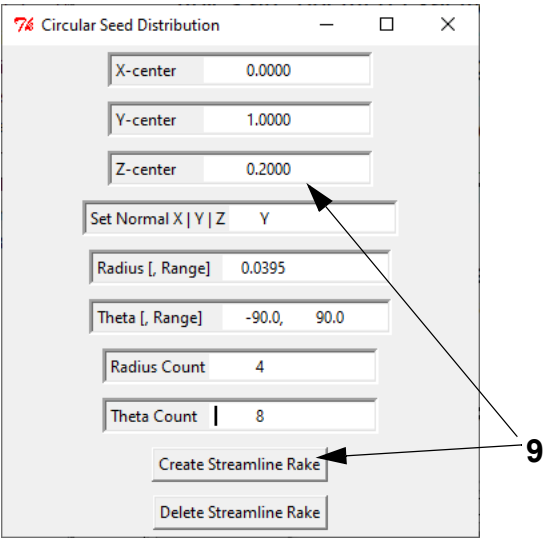 Circular Seed Distribution
X-center 0.0000
Y-center 1.0000
Z-center 0.2000
Set Normal X | Y | Z Y
Radius [, Range] 0.0395
Theta [, Range] -90.0, 90.0
Radius Count 4
Theta Count 8
9
Create Streamline Rake
Delete Streamline Rake